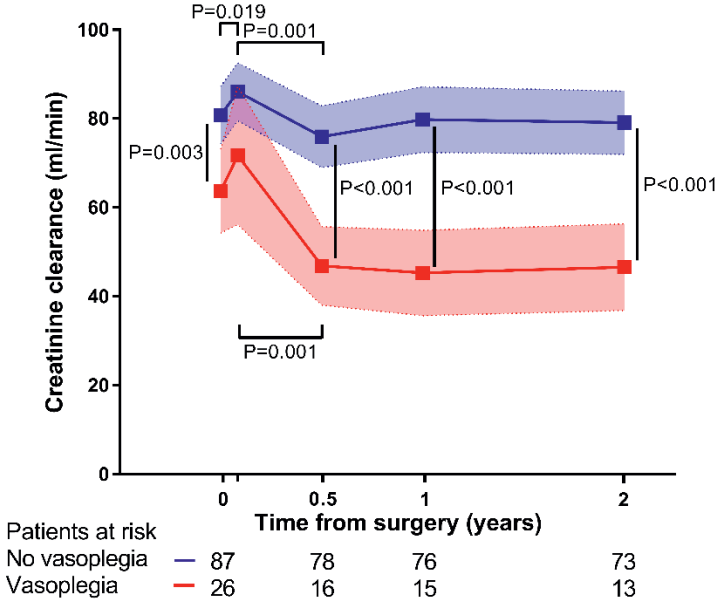 P=0.019
P=0.001
100
80
60
40
20
0
Creatinine clearance (ml/min)
P=0.003
P<0.001
P<0.001
P<0.001
P=0.001
0 0.5 1 2
Time from surgery (years)
Patients at risk
No vasoplegia 87 78 76 73
Vasoplegia 26 16 15 13